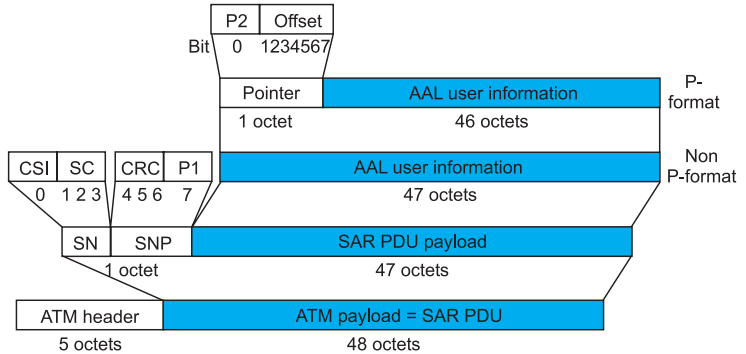 P2 Offset
Bit 0 1234567
Pointer AAL user information P-
format
1 octet 46 octets
CSI SC CRC P1 AAL user information Non
P-format
0 1 2 3 4 5 6 7 47 octets
SN SNP SAR PDU payload
1 octet 47 octets
ATM header ATM payload = SAR PDU
5 octets 48 octets